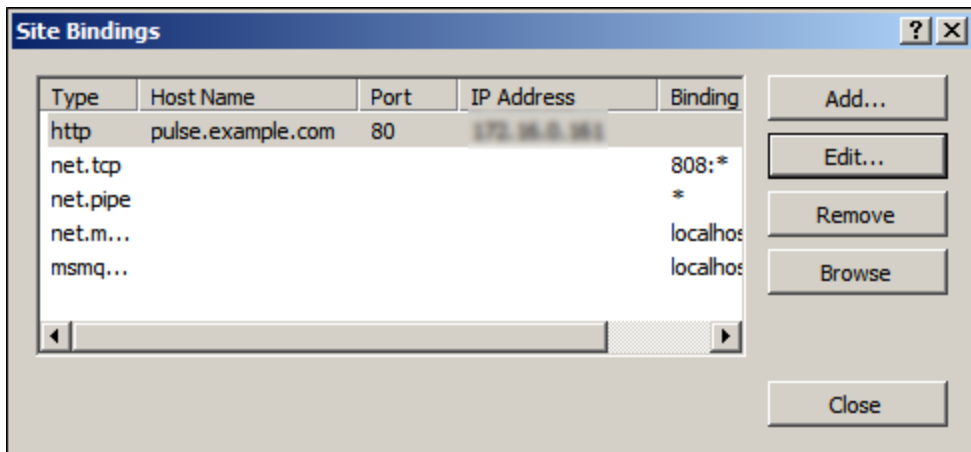 Site Bindings
Type Host Name Port IP Address Binding
http pulse.example.com 80
net.tcp 808:*
net.pipe *
net.m... localhos
msmq... localhos
Add...
Edit...
Remove
Browse
Close